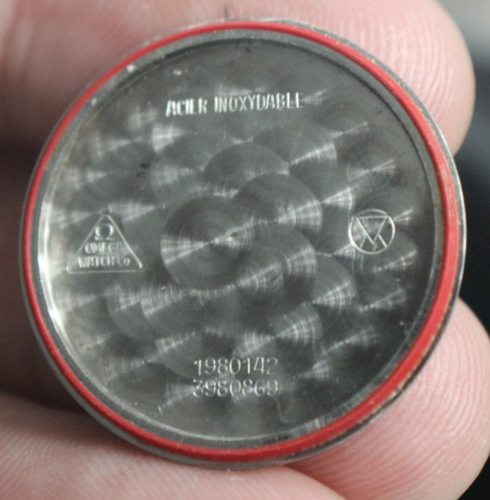 ACIER INOXYDABLE
Ω
OMEGA
WATCH Co
1980142
3980869